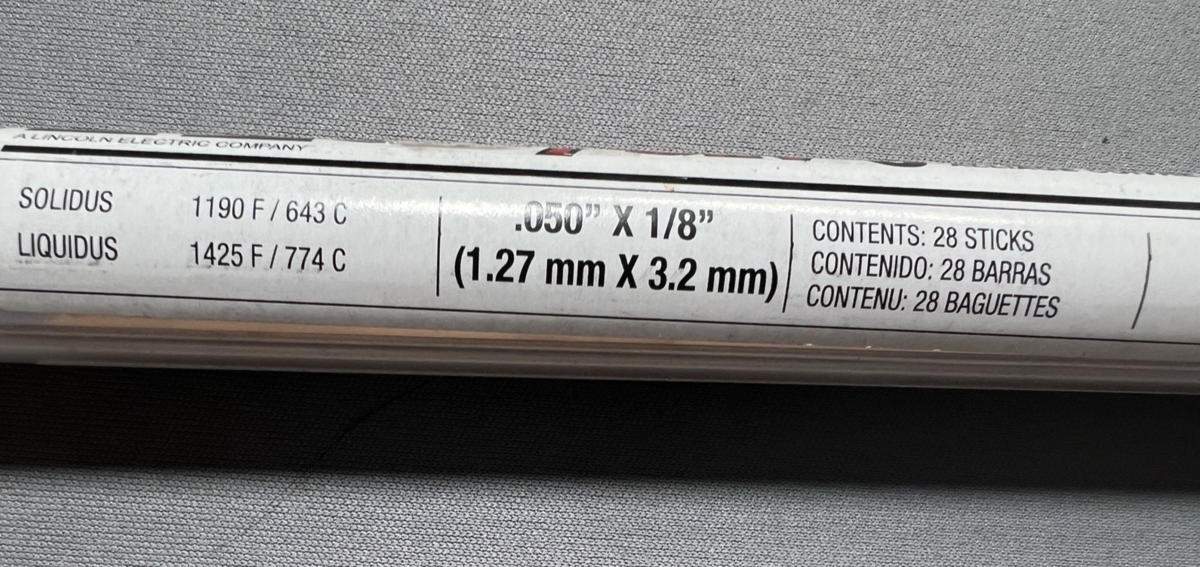 A LINCOLN ELECTRIC COMPANY
SOLIDUS 1190 F / 643 C
LIQUIDUS 1425 F / 774 C
.050” X 1/8”
(1.27 mm X 3.2 mm)
CONTENTS: 28 STICKS
CONTENIDO: 28 BARRAS
CONTENU: 28 BAGUETTES